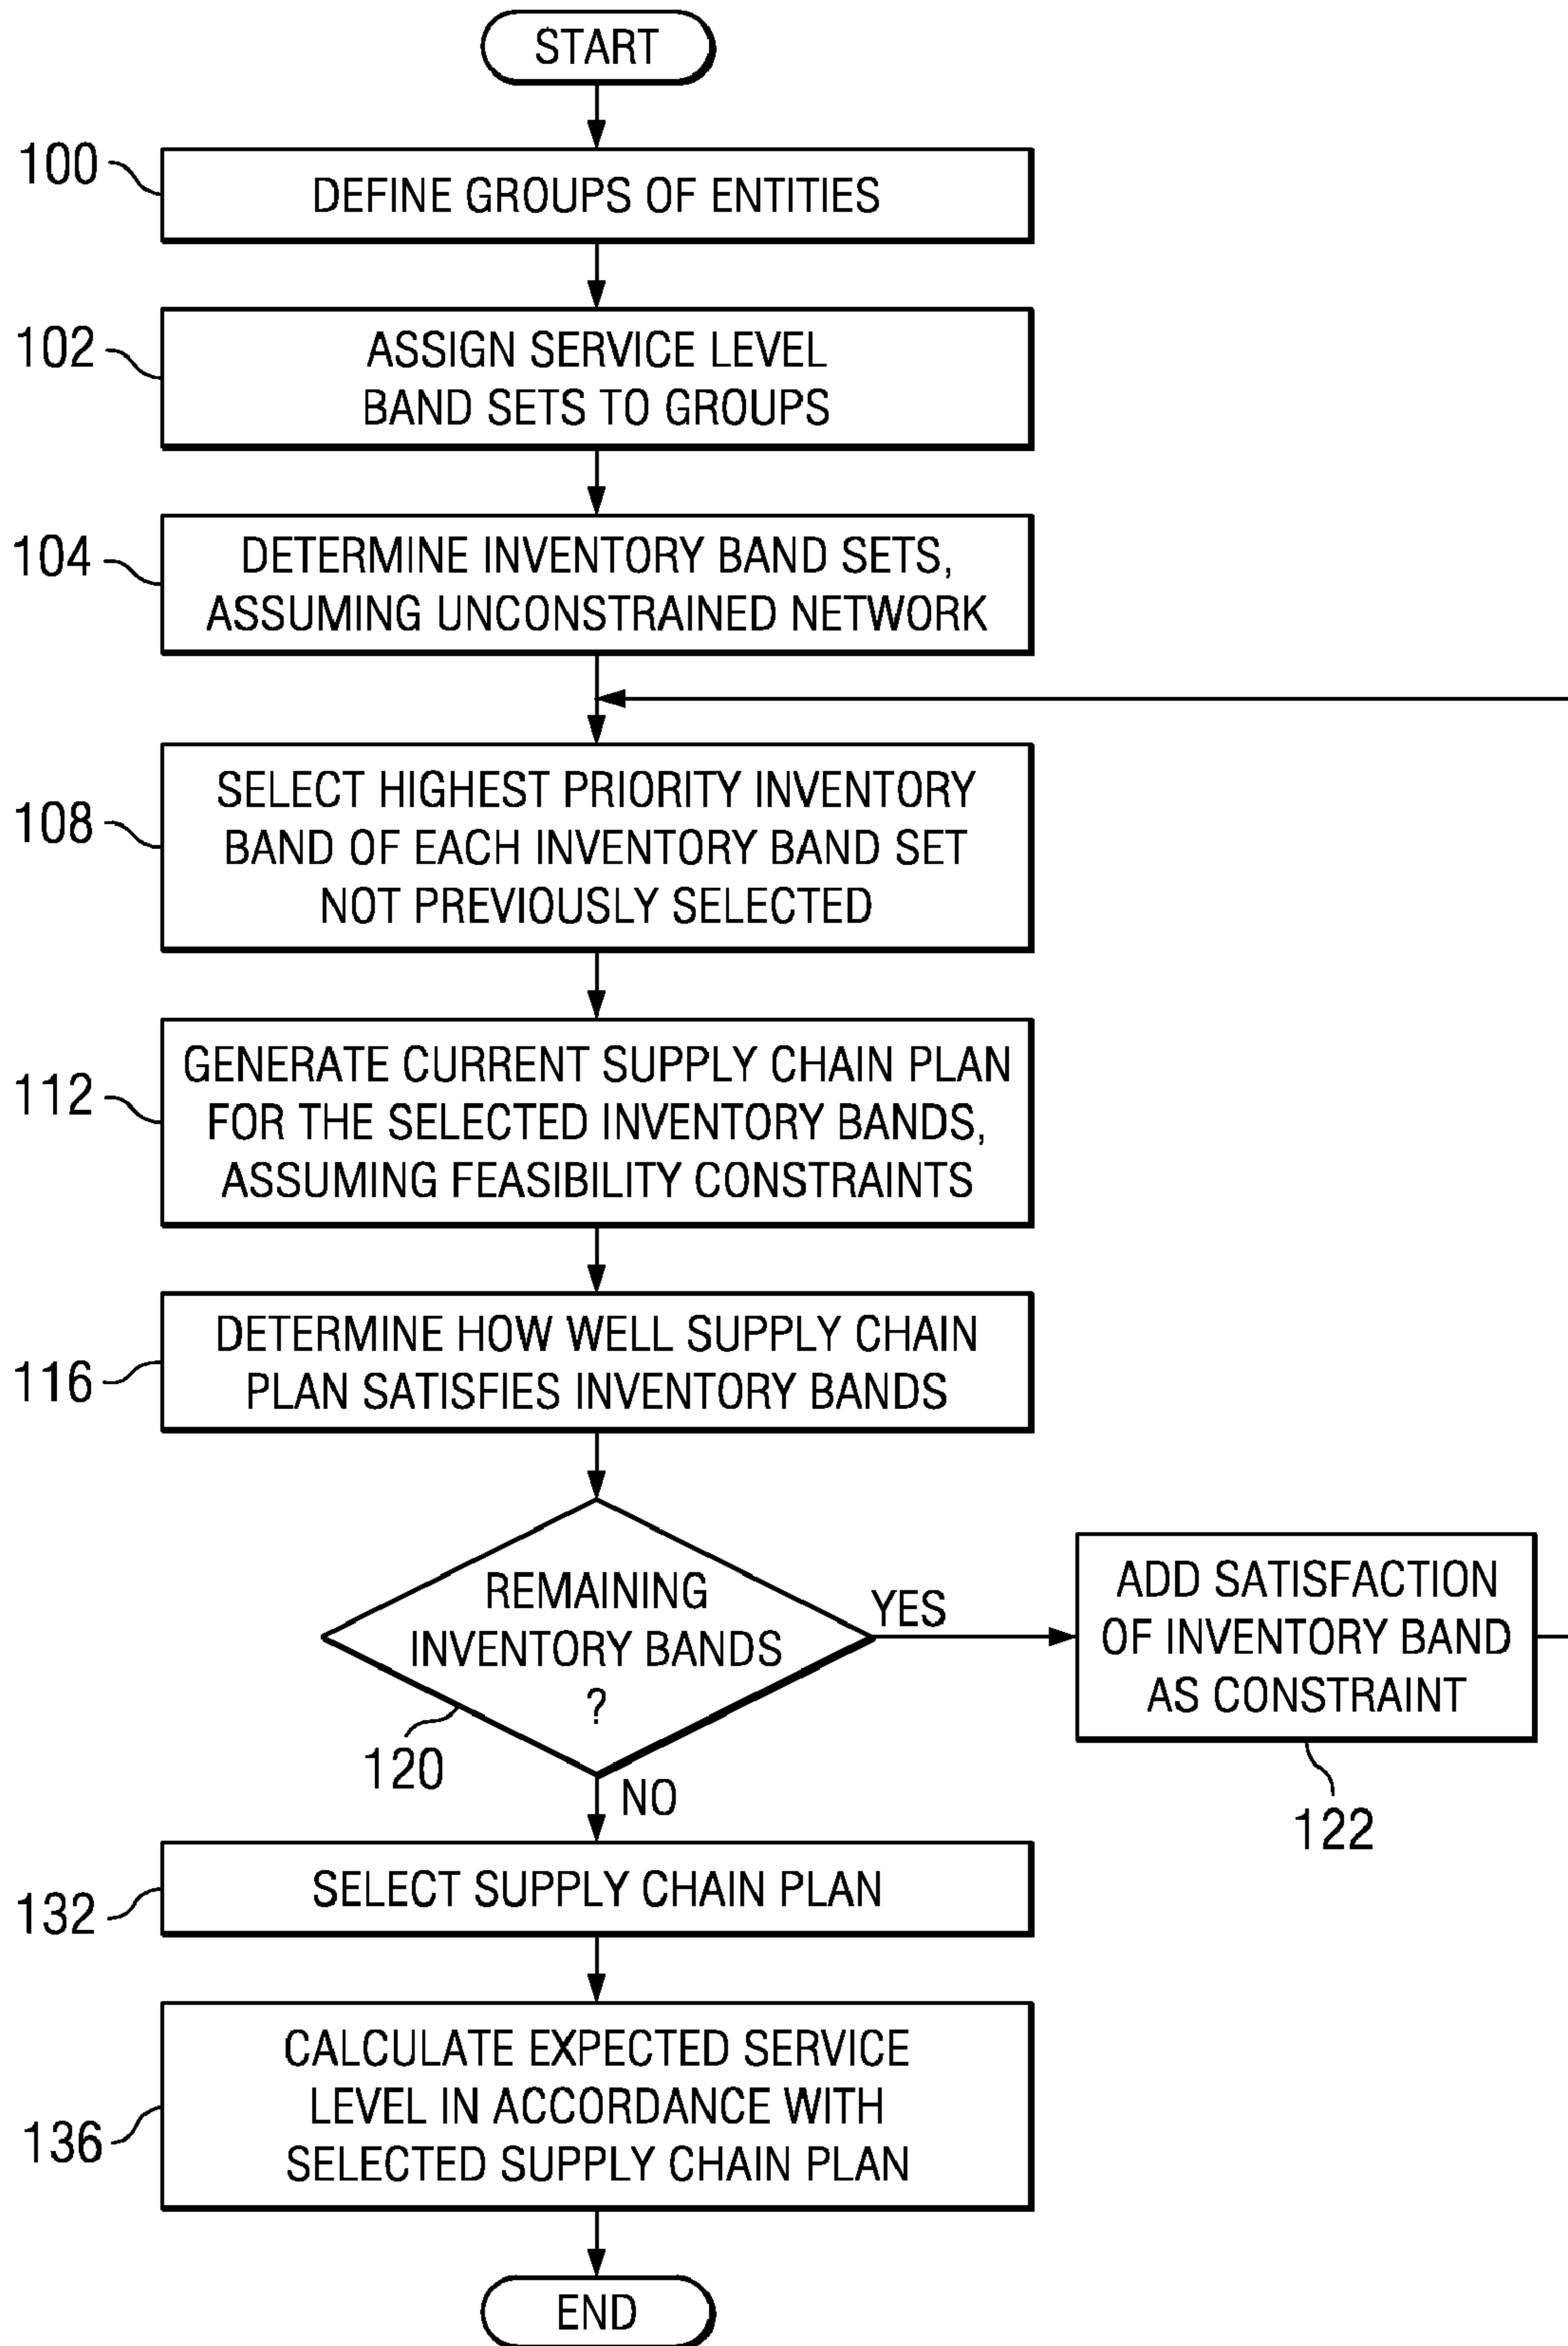 START
100
DEFINE GROUPS OF ENTITIES
102
ASSIGN SERVICE LEVEL
BAND SETS TO GROUPS
104
DETERMINE INVENTORY BAND SETS,
ASSUMING UNCONSTRAINED NETWORK
108
SELECT HIGHEST PRIORITY INVENTORY
BAND OF EACH INVENTORY BAND SET
NOT PREVIOUSLY SELECTED
112
GENERATE CURRENT SUPPLY CHAIN PLAN
FOR THE SELECTED INVENTORY BANDS,
ASSUMING FEASIBILITY CONSTRAINTS
116
DETERMINE HOW WELL SUPPLY CHAIN
PLAN SATISFIES INVENTORY BANDS
REMAINING
INVENTORY BANDS
?
120
YES
ADD SATISFACTION
OF INVENTORY BAND
AS CONSTRAINT
122
NO
132
SELECT SUPPLY CHAIN PLAN
136
CALCULATE EXPECTED SERVICE
LEVEL IN ACCORDANCE WITH
SELECTED SUPPLY CHAIN PLAN
END